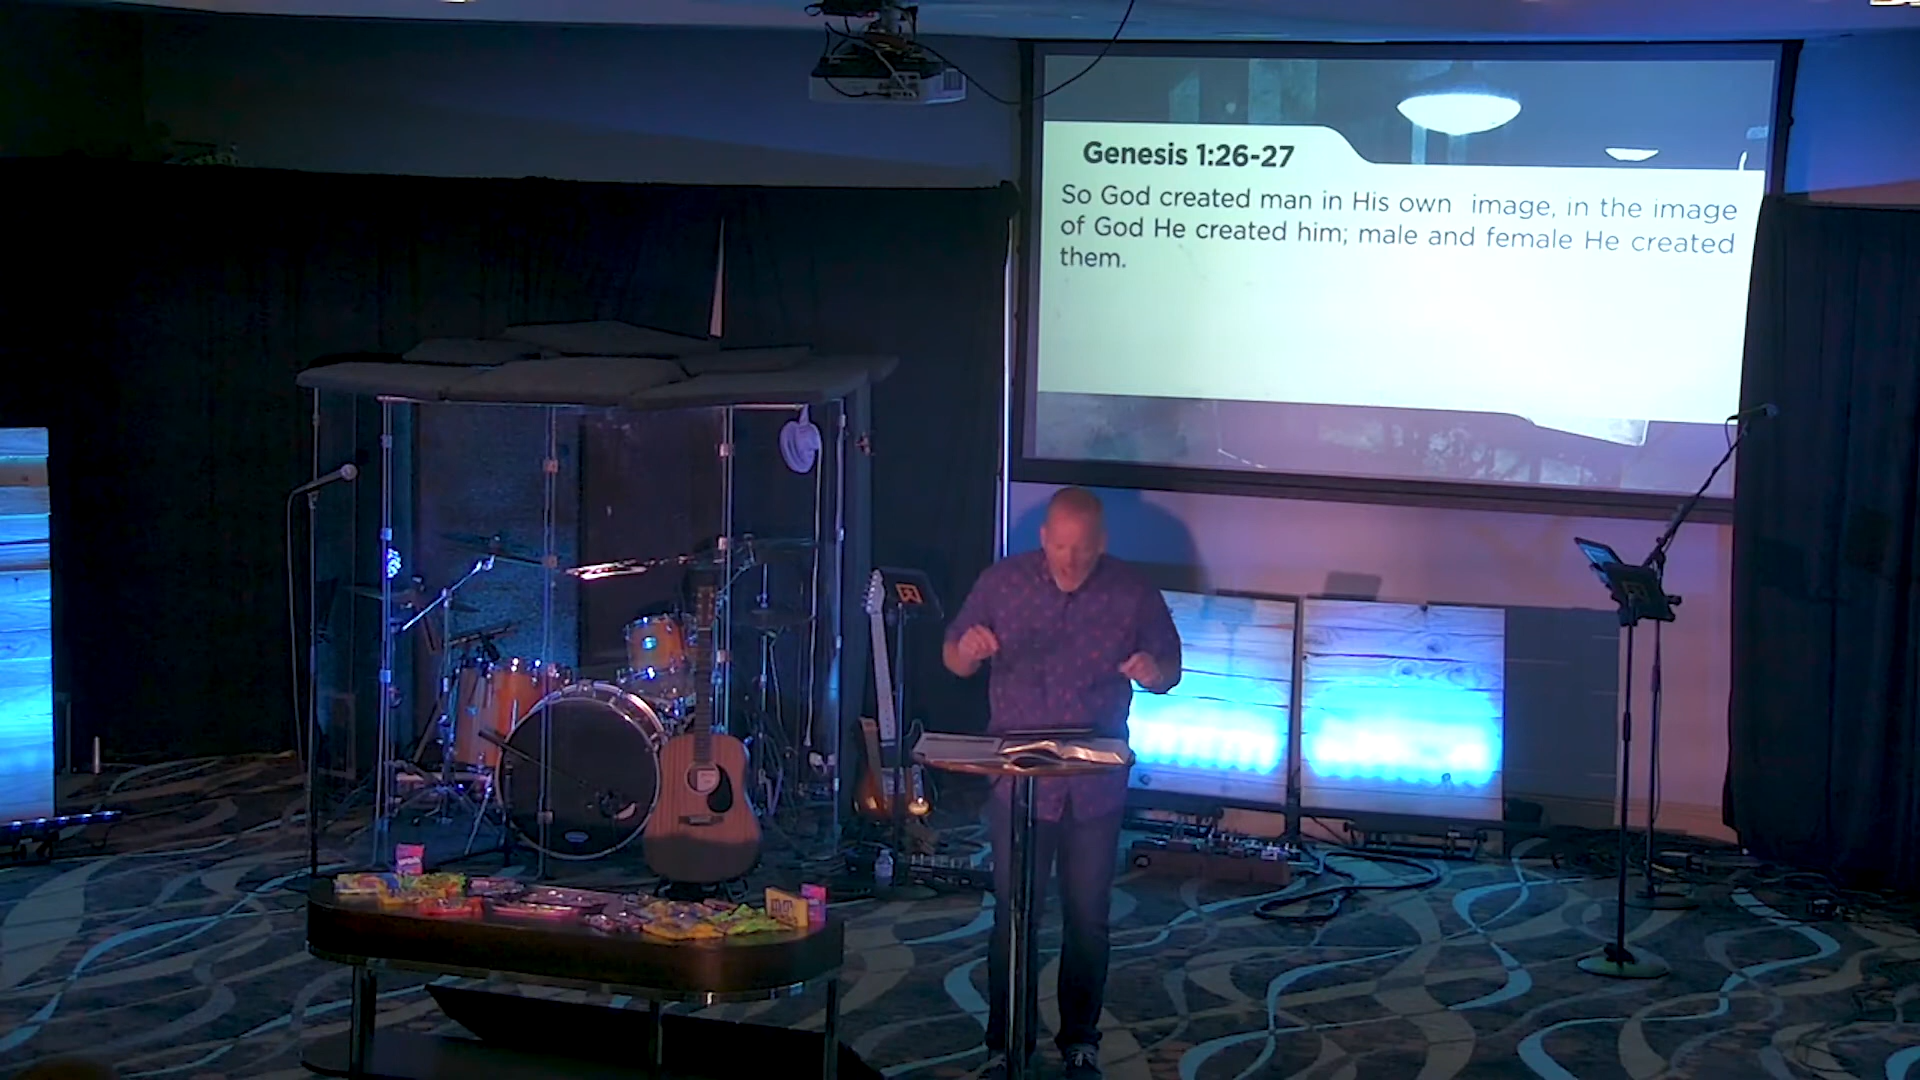 Genesis 1:26-27
So God created man in His own image, in the image
of God He created him; male and female He created
them.